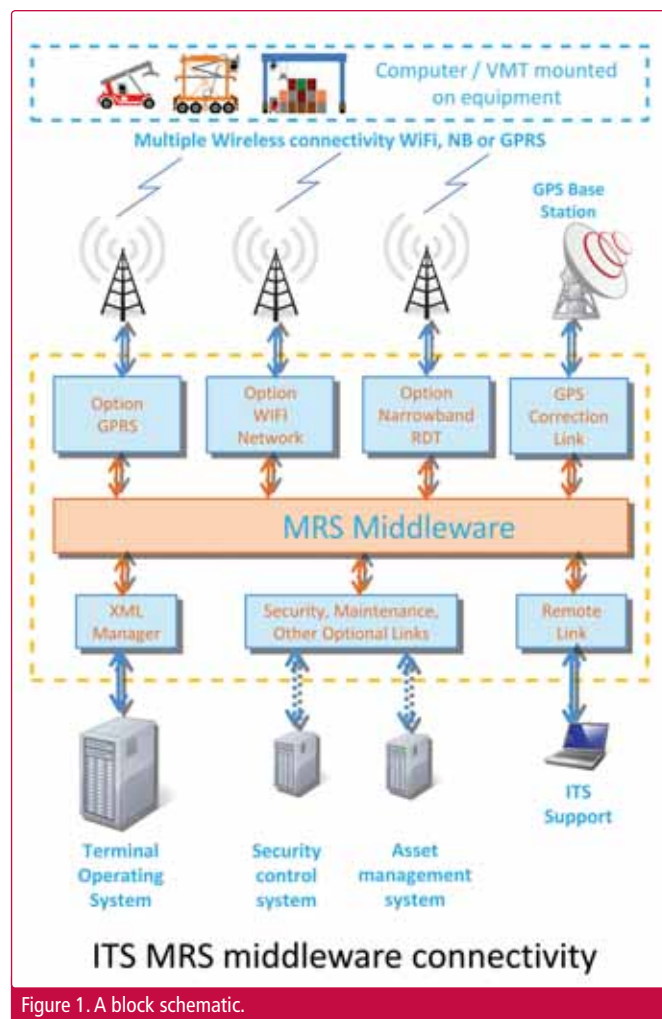 Computer / VMT mounted
on equipment
Multiple Wireless connectivity WiFi, NB or GPRS
GPS Base
Station
Option
GPRS
Option
WiFi
Network
Option
Narrowband
RDT
GPS
Correction
Link
MRS Middleware
XML
Manager
Security, Maintenance,
Other Optional Links
Remote
Link
Terminal
Operating
System
Security
control
system
Asset
management
system
ITS
Support
ITS MRS middleware connectivity
Figure 1. A block schematic.